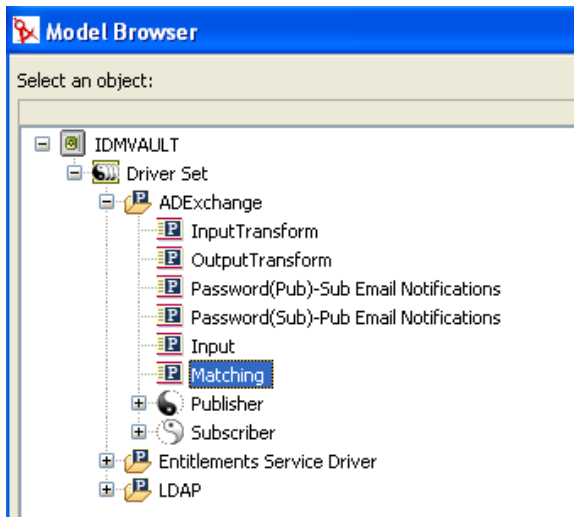 Model Browser
Select an object:
IDMVAULT
Driver Set
ADExchange
InputTransform
OutputTransform
Password(Pub)-Sub Email Notifications
Password(Sub)-Pub Email Notifications
Input
Matching
Publisher
Subscriber
Entitlements Service Driver
LDAP